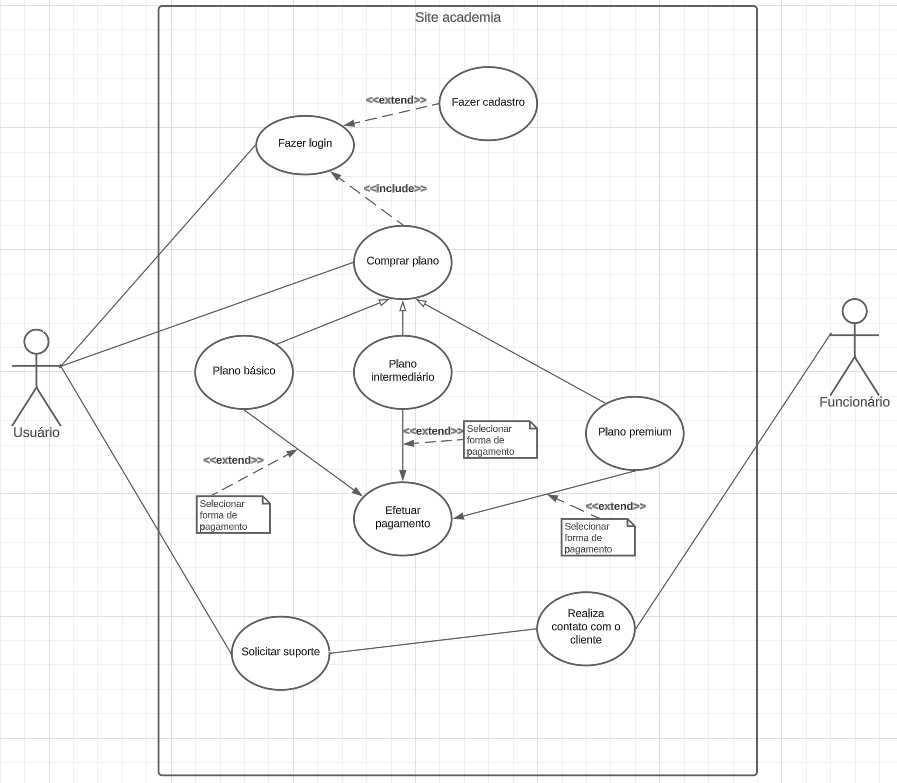 Site academia
<<extend>>
Fazer cadastro
Fazer login
<<include>>
Comprar plano
Plano básico
Plano
intermediário
Plano premium
Usuário
Funcionário
<<extend>>
Selecionar
forma de
pagamento
<<extend>>
Selecionar
forma de
pagamento
Efetuar
pagamento
<<extend>>
Selecionar
forma de
pagamento
Solicitar suporte
Realiza
contato com o
cliente